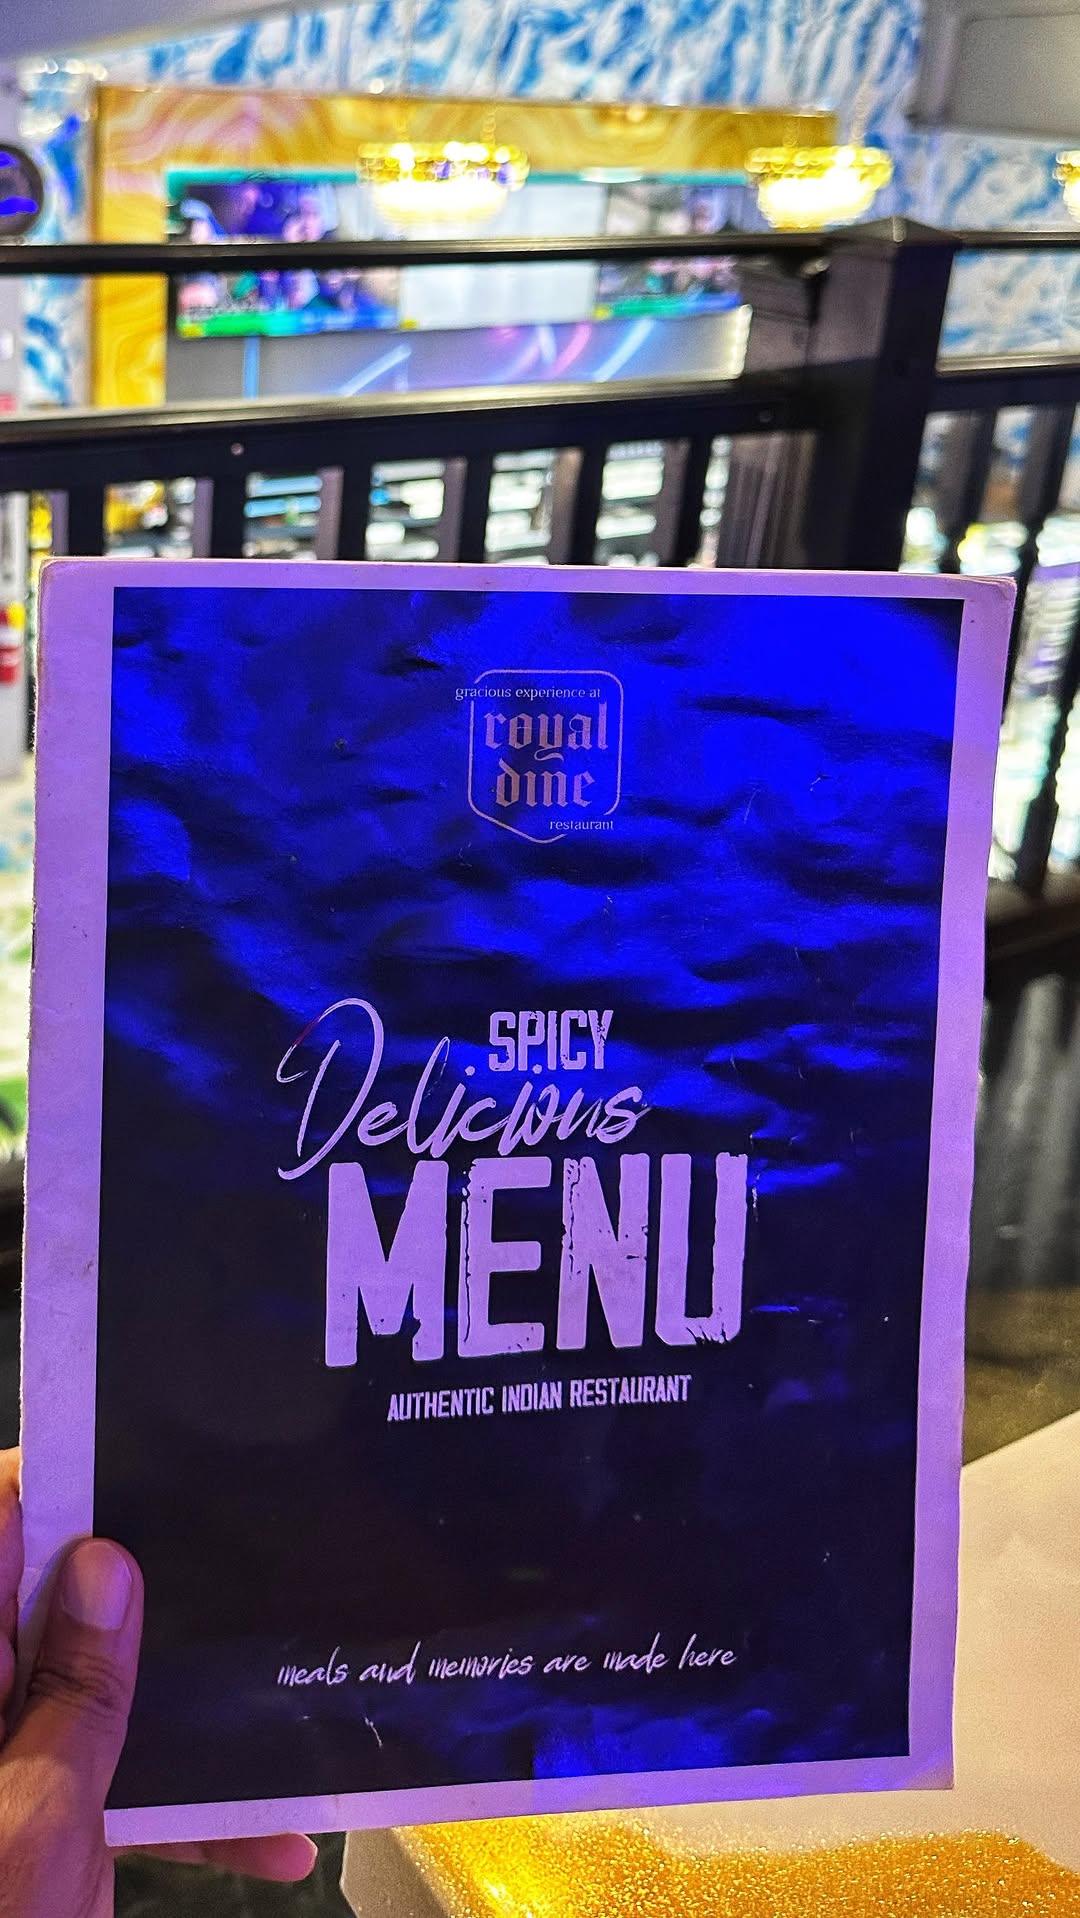 gracious experience at
royal
dine
restaurant
SPICY
Delicious
MENU
AUTHENTIC INDIAN RESTAURANT
meals and memories are made here